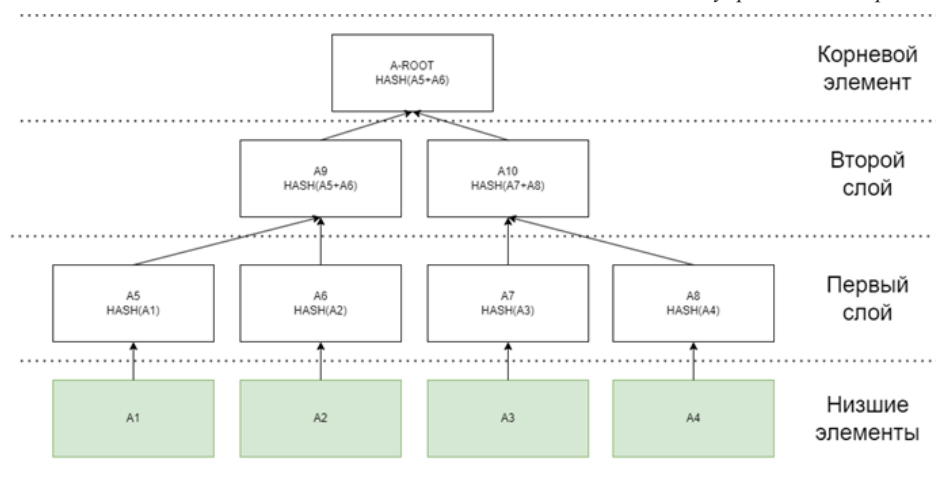 A-ROOT
HASH(A5+A6)
Корневой
элемент
A9
HASH(A5+A6)
A10
HASH(A7+A8)
Второй
слой
A5
HASH(A1)
A6
HASH(A2)
A7
HASH(A3)
A8
HASH(A4)
Первый
слой
A1
A2
A3
A4
Низшие
элементы